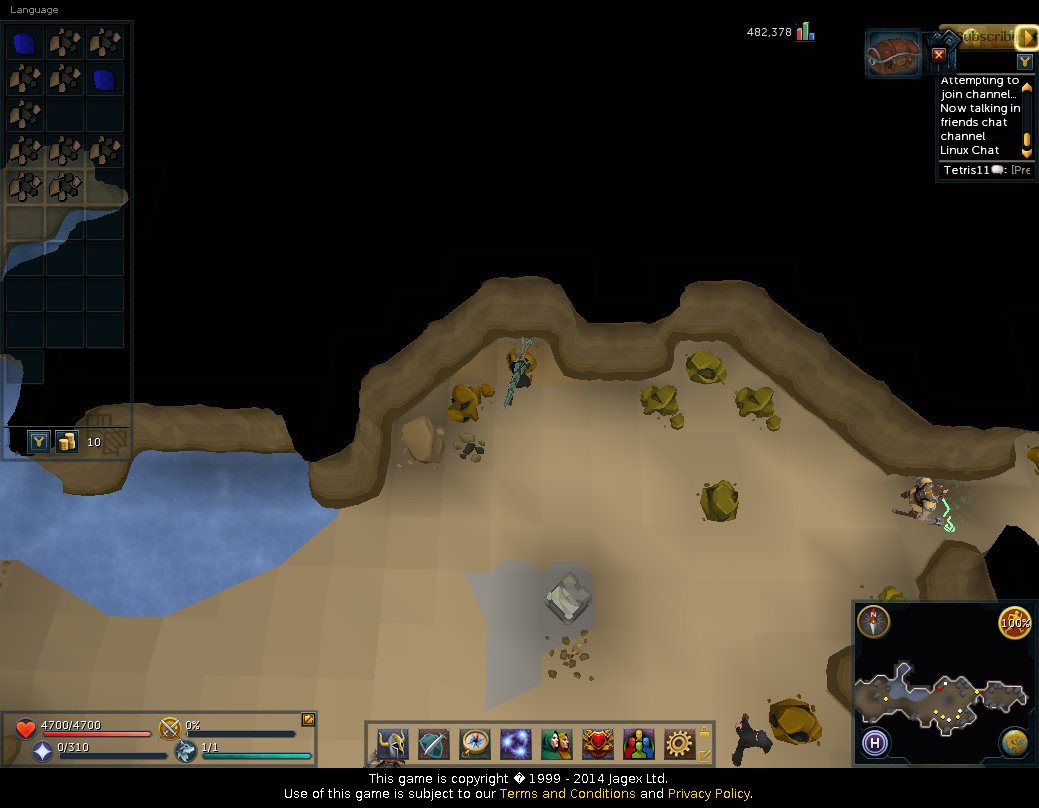 Language
482,378
Subscribe
Attempting to
join channel...
Now talking in
friends chat
channel
Linux Chat
Tetris11: [Pre
10
N
100%
4700/4700
0%
0/310
1/1
H
This game is copyright � 1999 - 2014 Jagex Ltd.
Use of this game is subject to our Terms and Conditions and Privacy Policy.